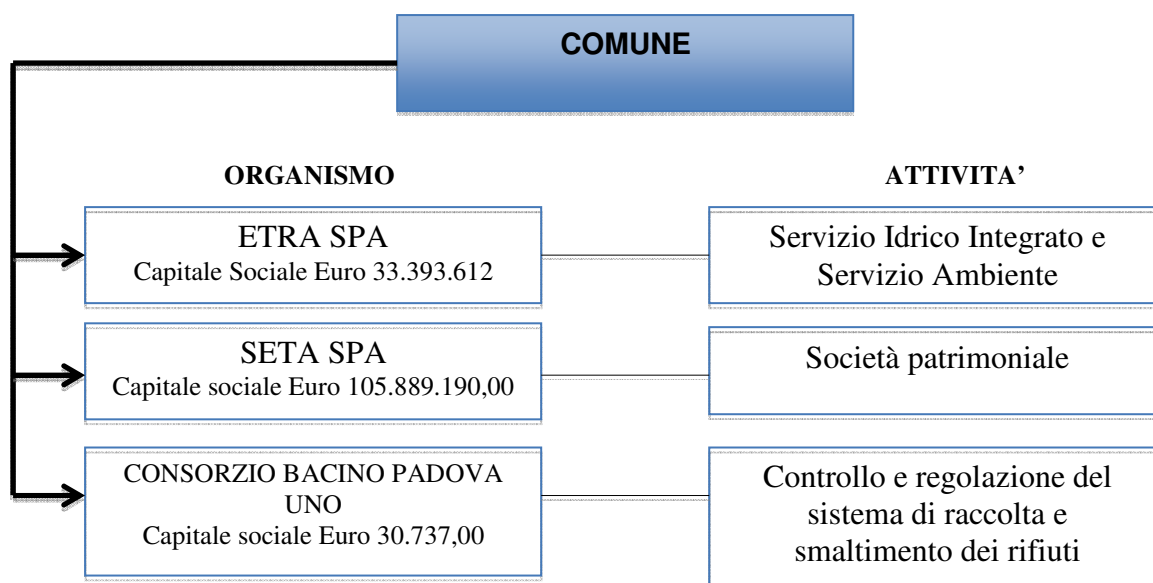 COMUNE
ORGANISMO
ATTIVITA’
ETRA SPA
Capitale Sociale Euro 33.393.612
Servizio Idrico Integrato e
Servizio Ambiente
SETA SPA
Capitale sociale Euro 105.889.190,00
Società patrimoniale
CONSORZIO BACINO PADOVA
UNO
Capitale sociale Euro 30.737,00
Controllo e regolazione del
sistema di raccolta e
smaltimento dei rifiuti